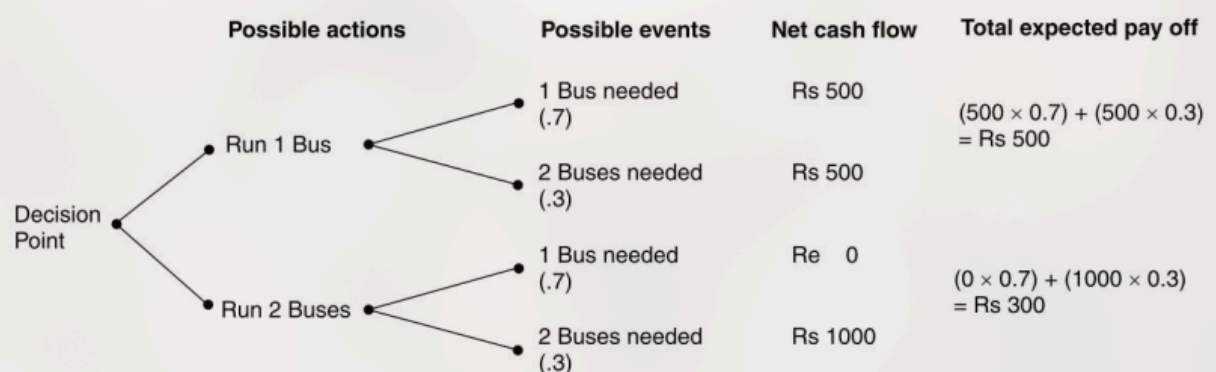 Possible actions
Possible events
Net cash flow
Total expected pay off
Decision
Point
Run 1 Bus
1 Bus needed
(.7)
Rs 500
2 Buses needed
(.3)
Rs 500
(500 × 0.7) + (500 × 0.3)
= Rs 500
Run 2 Buses
1 Bus needed
(.7)
Re 0
2 Buses needed
(.3)
Rs 1000
(0 × 0.7) + (1000 × 0.3)
= Rs 300